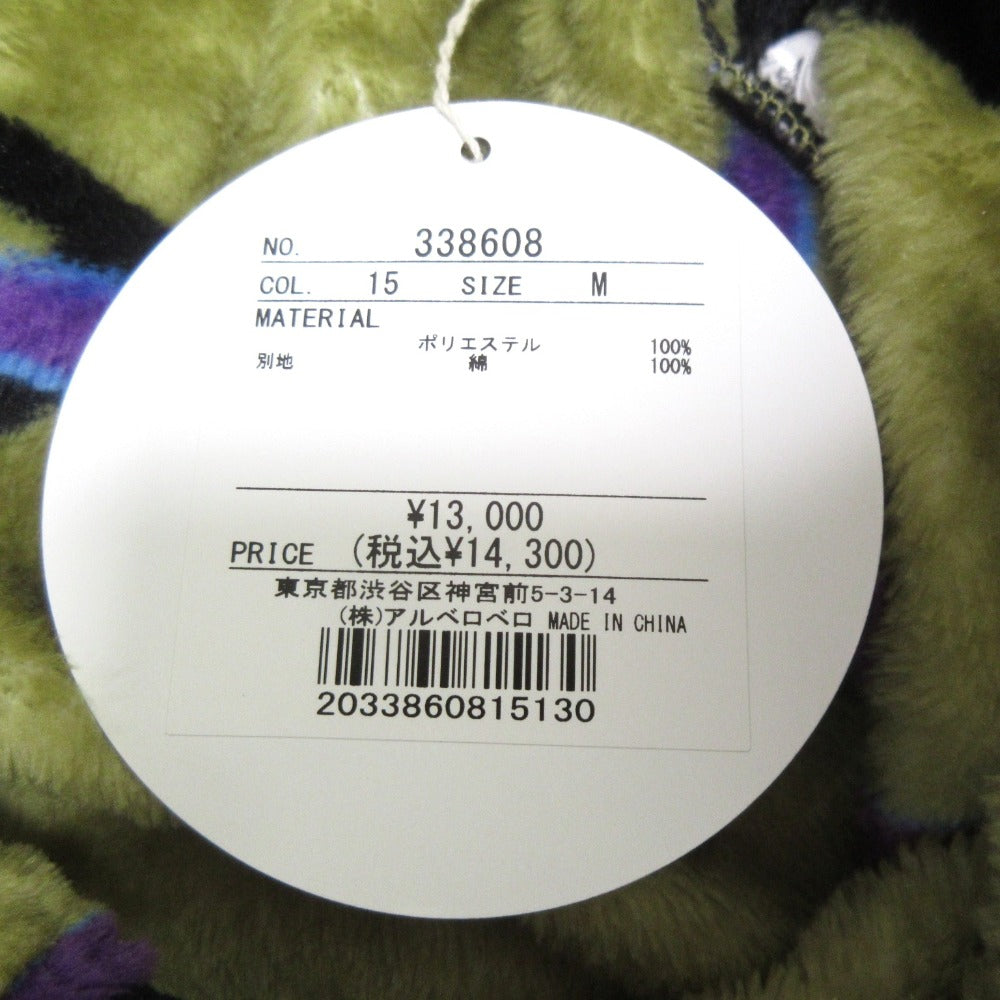 NO. 338608
COL. 15 SIZE M
MATERIAL
ポリエステル 100%
別地 綿 100%
¥13,000
PRICE (税込¥14,300)
東京都渋谷区神宮前5-3-14
(株)アルベロベロ MADE IN CHINA
2033860815130